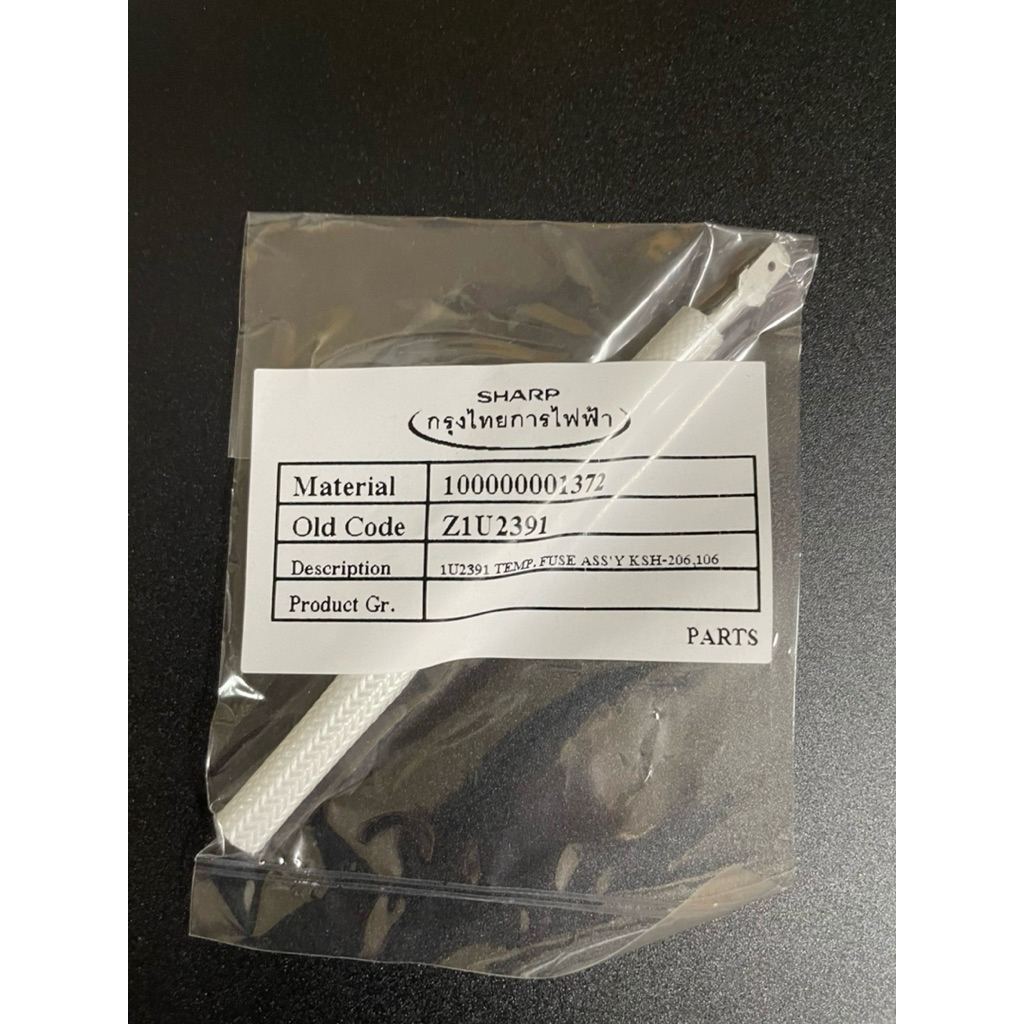 SHARP
กรุงไทยการไฟฟ้า
Material 100000001372
Old Code Z1U2391
Description 1U2391 TEMP. FUSE ASS'Y KSH-206,106
Product Gr.
PARTS